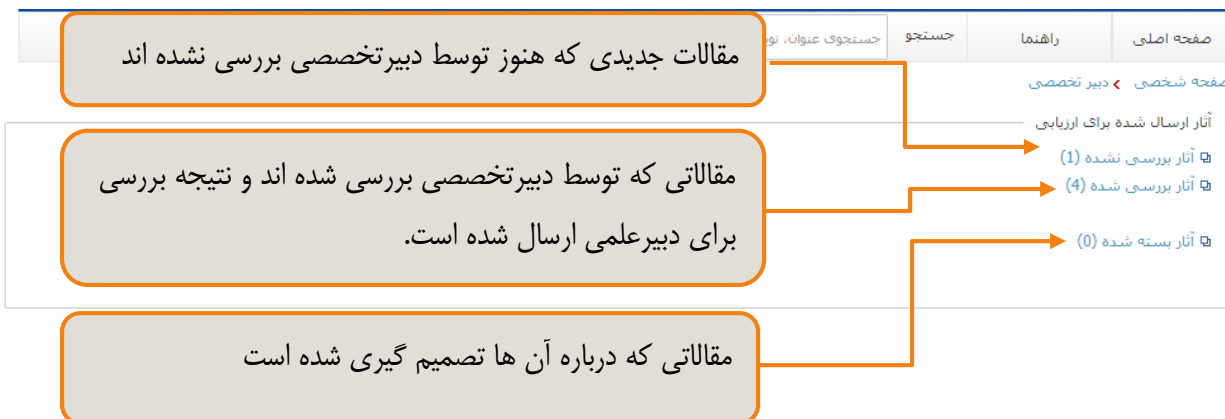 صفحه اصلی
راهنما
جستجو
جستجوی عنوان،
صفحه شخصی › دبیر تخصصی
آثار ارسال شده برای ارزیابی
آثار بررسی نشده (1)
آثار بررسی شده (4)
آثار بسته شده (0)
مقالات جدیدی که هنوز توسط دبیرتخصصی بررسی نشده اند
مقالاتی که توسط دبیرتخصصی بررسی شده اند و نتیجه بررسی
برای دبیرعلمی ارسال شده است.
مقالاتی که درباره آن ها تصمیم گیری شده است